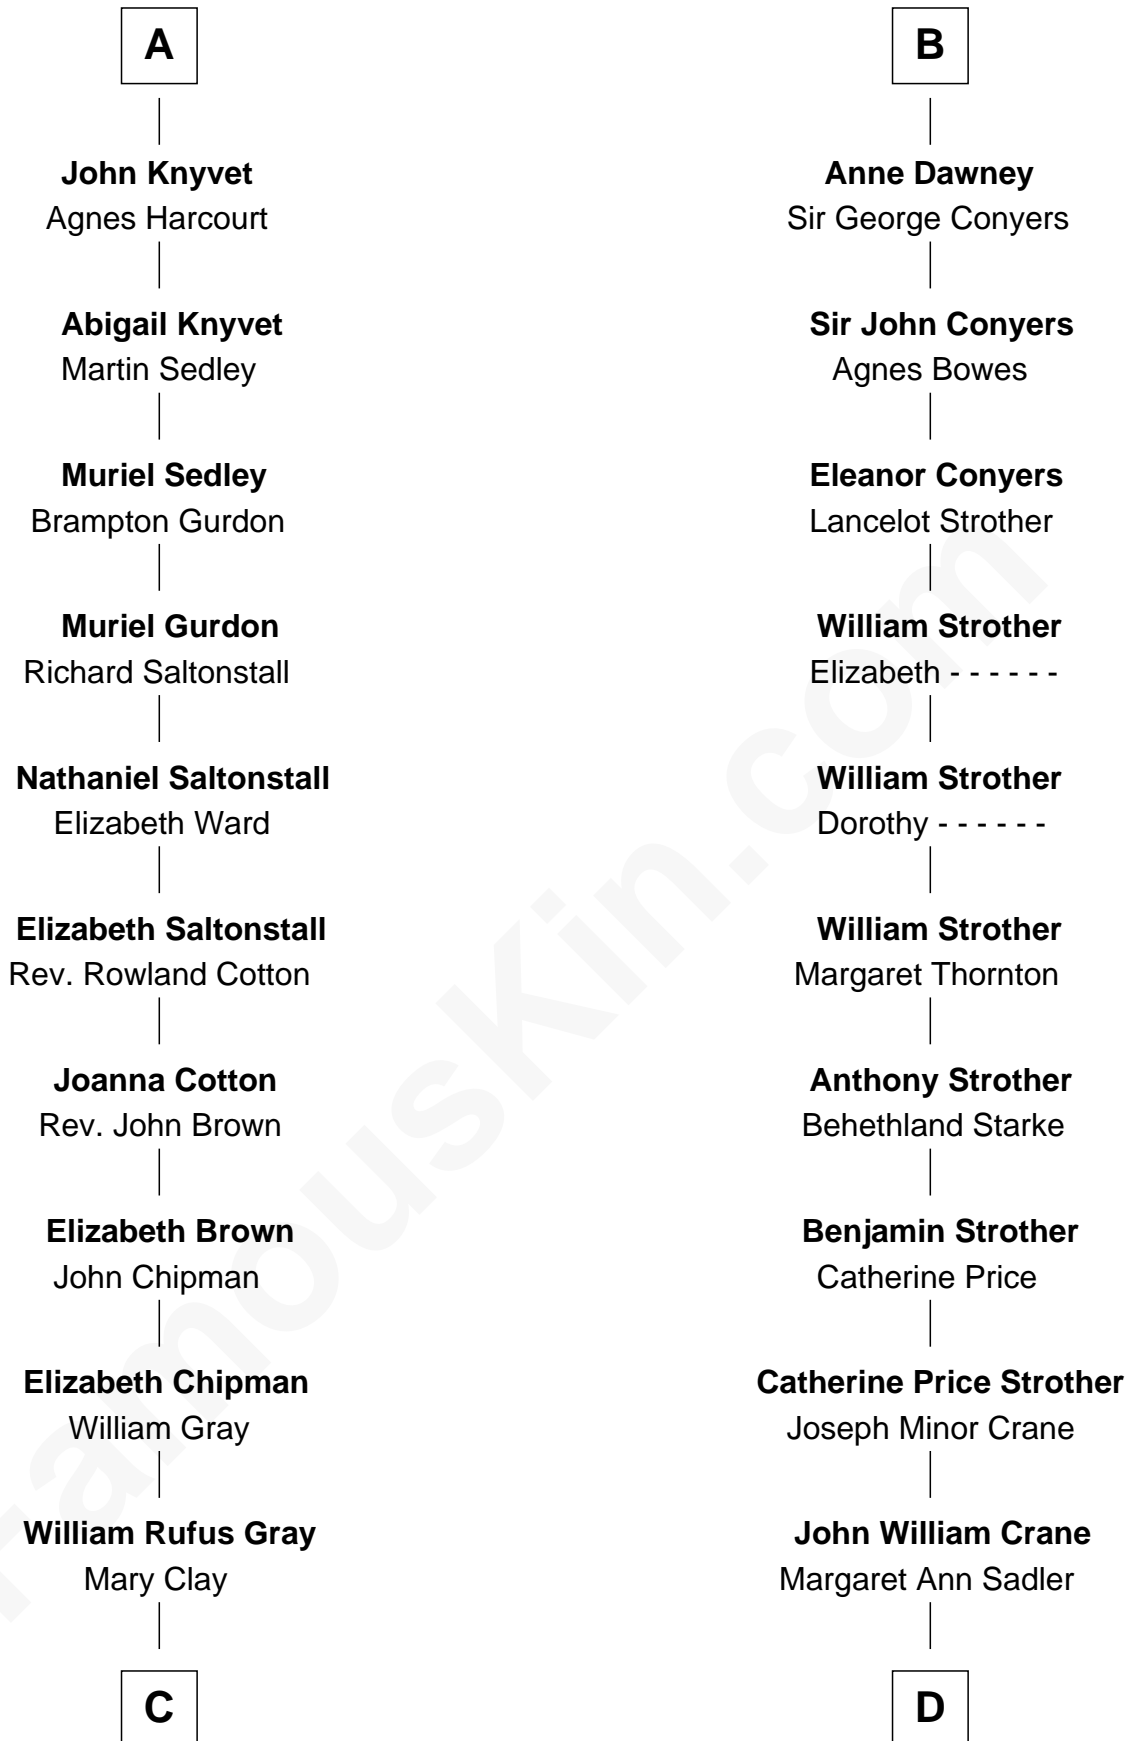 A
John Knyvet
Agnes Harcourt
Abigail Knyvet
Martin Sedley
Muriel Sedley
Brampton Gurdon
Muriel Gurdon
Richard Saltonstall
Nathaniel Saltonstall
Elizabeth Ward
Elizabeth Saltonstall
Rev. Rowland Cotton
Joanna Cotton
Rev. John Brown
Elizabeth Brown
John Chipman
Elizabeth Chipman
William Gray
William Rufus Gray
Mary Clay
C
B
Anne Dawney
Sir George Conyers
Sir John Conyers
Agnes Bowes
Eleanor Conyers
Lancelot Strother
William Strother
Elizabeth - - - - - -
William Strother
Dorothy - - - - - -
William Strother
Margaret Thornton
Anthony Strother
Behethland Starke
Benjamin Strother
Catherine Price
Catherine Price Strother
Joseph Minor Crane
John William Crane
Margaret Ann Sadler
D
FamousKin.com